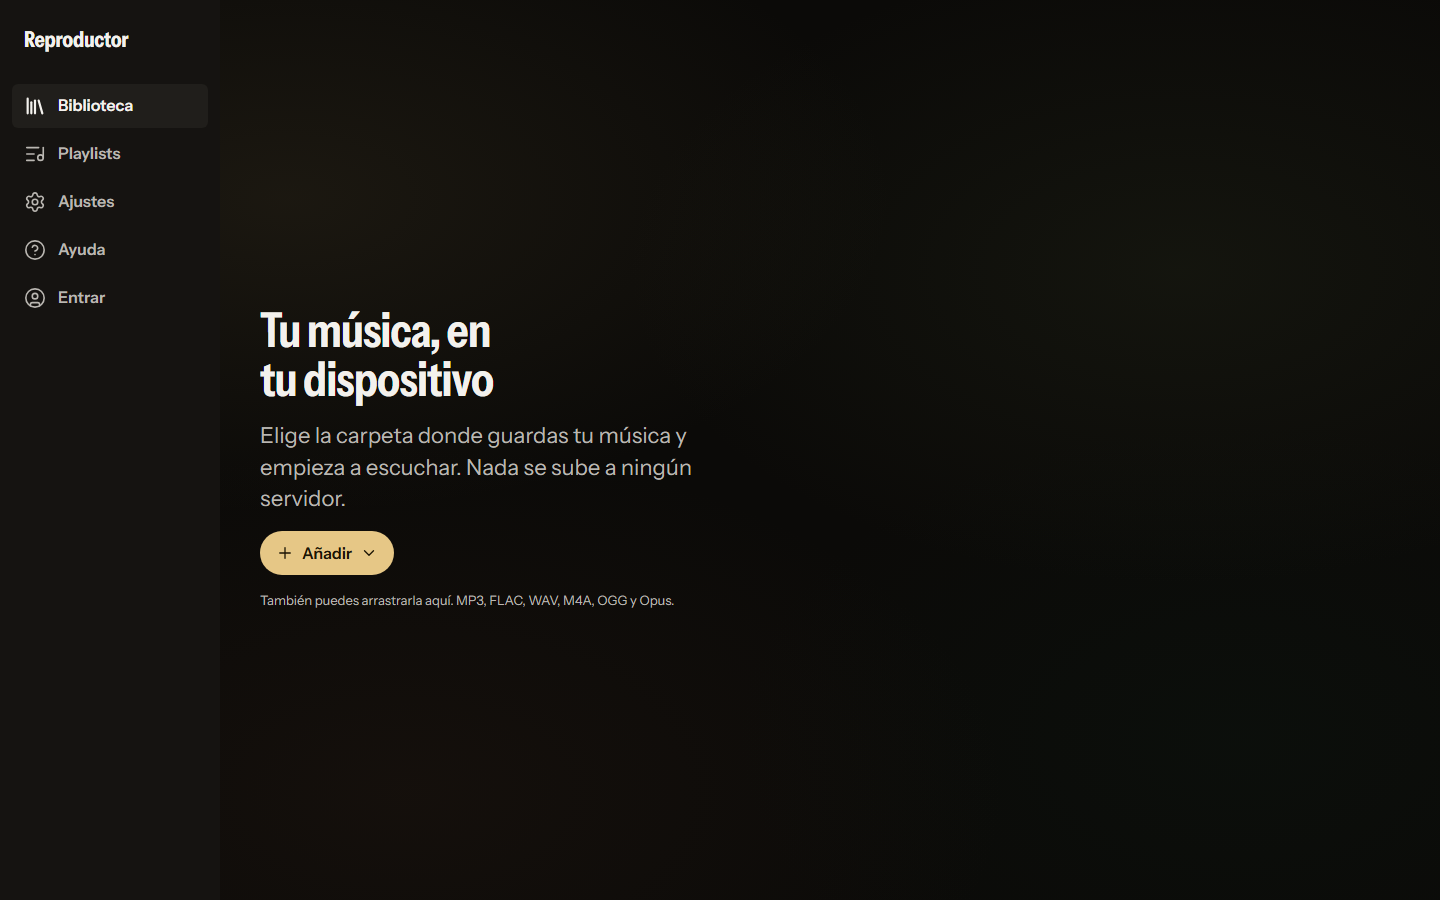 Reproductor
Biblioteca
Playlists
Ajustes
Ayuda
Entrar
Tu música, en
tu dispositivo
Elige la carpeta donde guardas tu música y
empieza a escuchar. Nada se sube a ningún
servidor.
Añadir
También puedes arrastrarla aquí. MP3, FLAC, WAV, M4A, OGG y Opus.